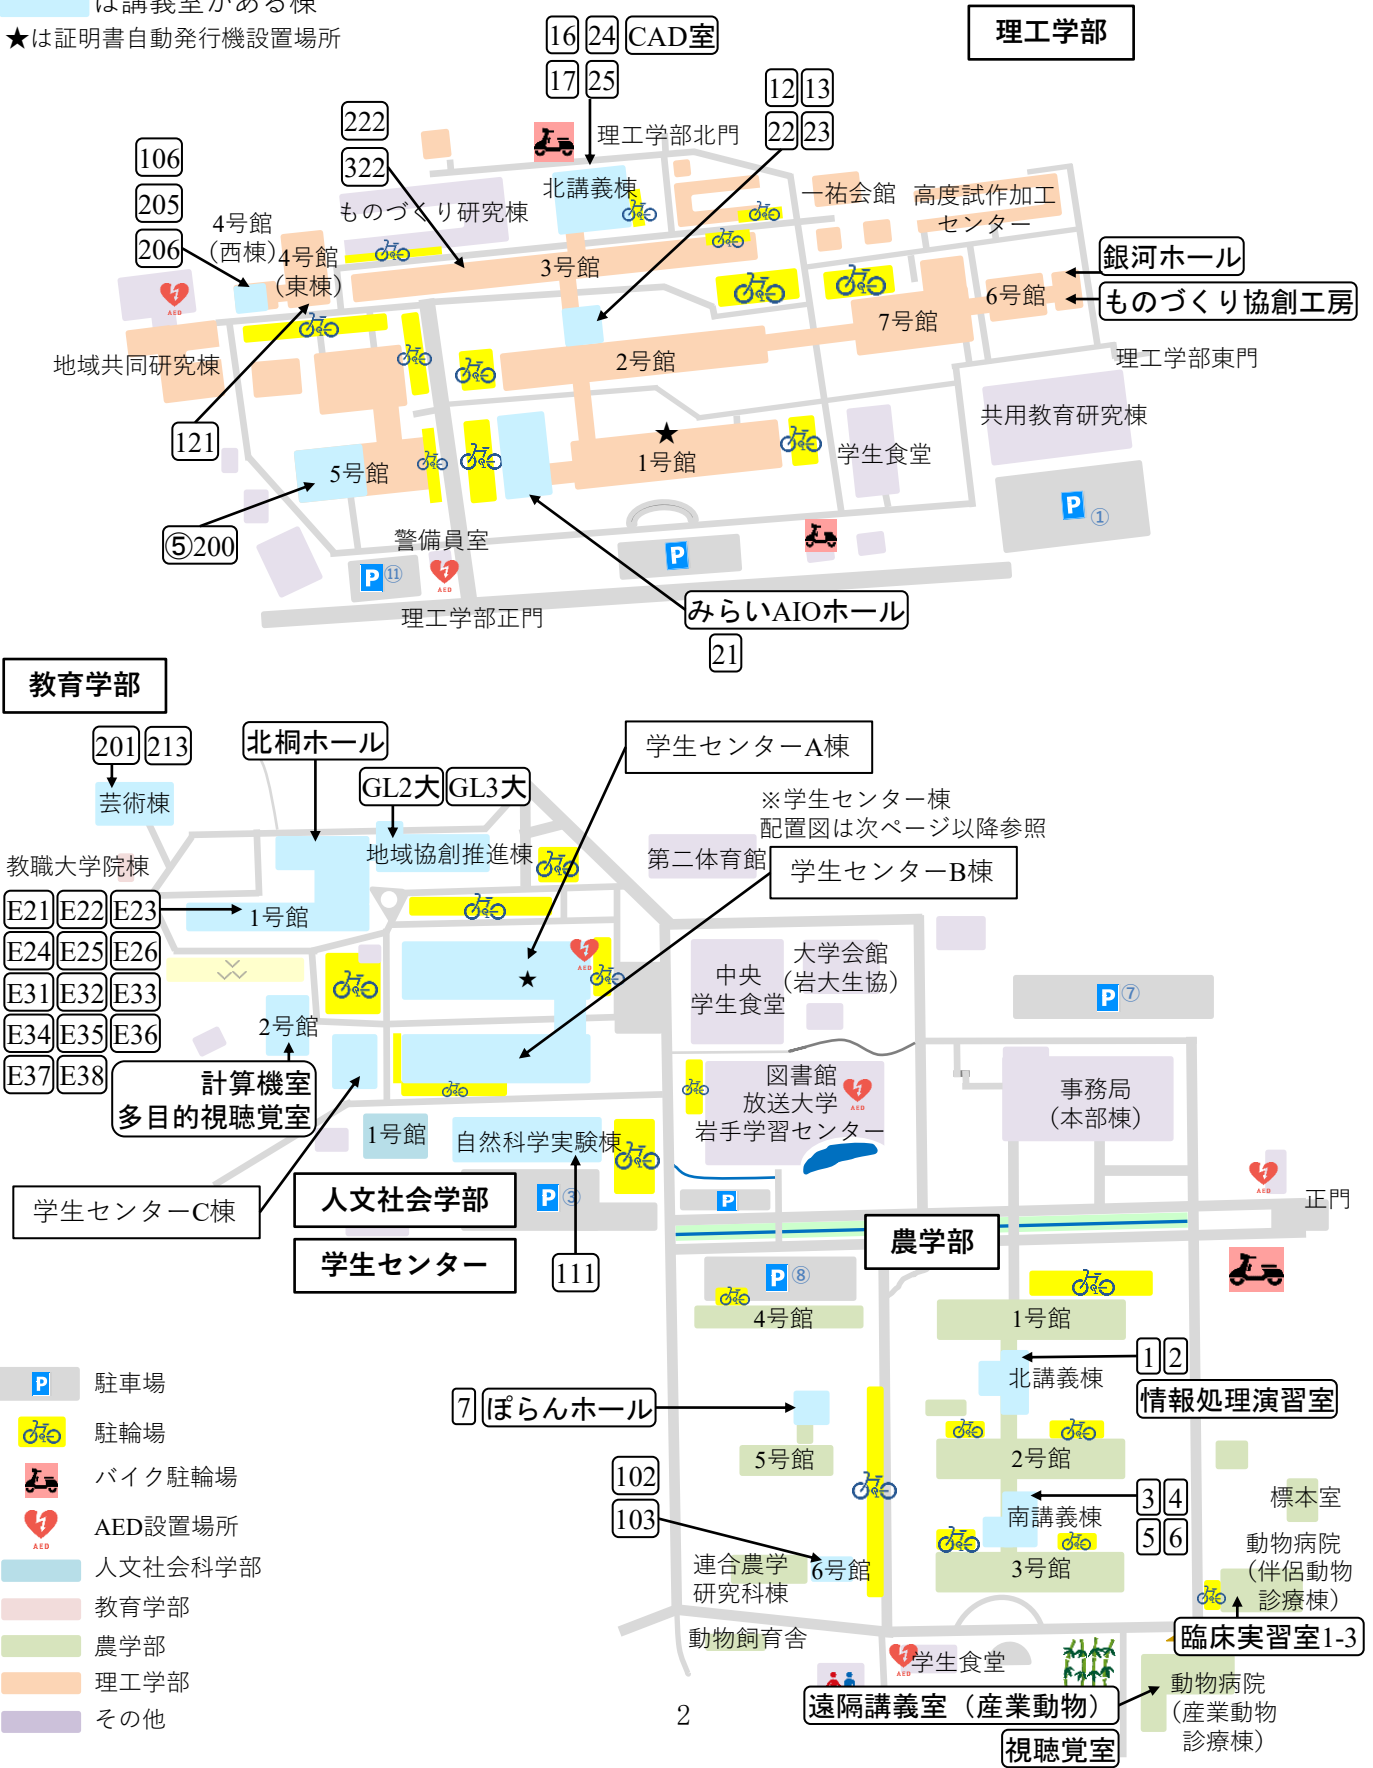 は講義室がある棟
★は証明書自動発行機設置場所
理工学部
16 24 CAD室
17 25
12 13
22 23
222
322
106
205
206
理工学部北門
北講義棟
ものづくり研究棟
一祐会館
高度試作加工
センター
4号館
(西棟)
4号館
(東棟)
3号館
銀河ホール
6号館
ものづくり協創工房
7号館
AED
2号館
地域共同研究棟
理工学部東門
共用教育研究棟
121
★
1号館
学生食堂
5号館
P ①
⑤200
警備員室
P ⑪
AED
P
理工学部正門
みらいAIOホール
21
教育学部
201 213
北桐ホール
学生センターA棟
GL2大 GL3大
芸術棟
※学生センター棟
配置図は次ページ以降参照
地域協創推進棟
第二体育館
学生センターB棟
教職大学院棟
E21 E22 E23
E24 E25 E26
E31 E32 E33
E34 E35 E36
E37 E38
1号館
AED
★
中央
学生食堂
大学会館
(岩大生協)
P ⑦
2号館
計算機室
多目的視聴覚室
図書館
放送大学
岩手学習センター
AED
事務局
(本部棟)
1号館
自然科学実験棟
学生センターC棟
人文社会学部
P ③
P
AED
正門
学生センター
111
農学部
P ⑧
4号館
1号館
1 2
北講義棟
情報処理演習室
7 ぽらんホール
5号館
2号館
102
103
3 4
5 6
南講義棟
標本室
連合農学
研究科棟
6号館
3号館
動物病院
(伴侶動物
診療棟)
臨床実習室1-3
動物飼育舎
AED
学生食堂
遠隔講義室（産業動物）
視聴覚室
動物病院
(産業動物
診療棟)
P 駐車場
駐輪場
バイク駐輪場
AED
AED設置場所
人文社会科学部
教育学部
農学部
理工学部
その他
2